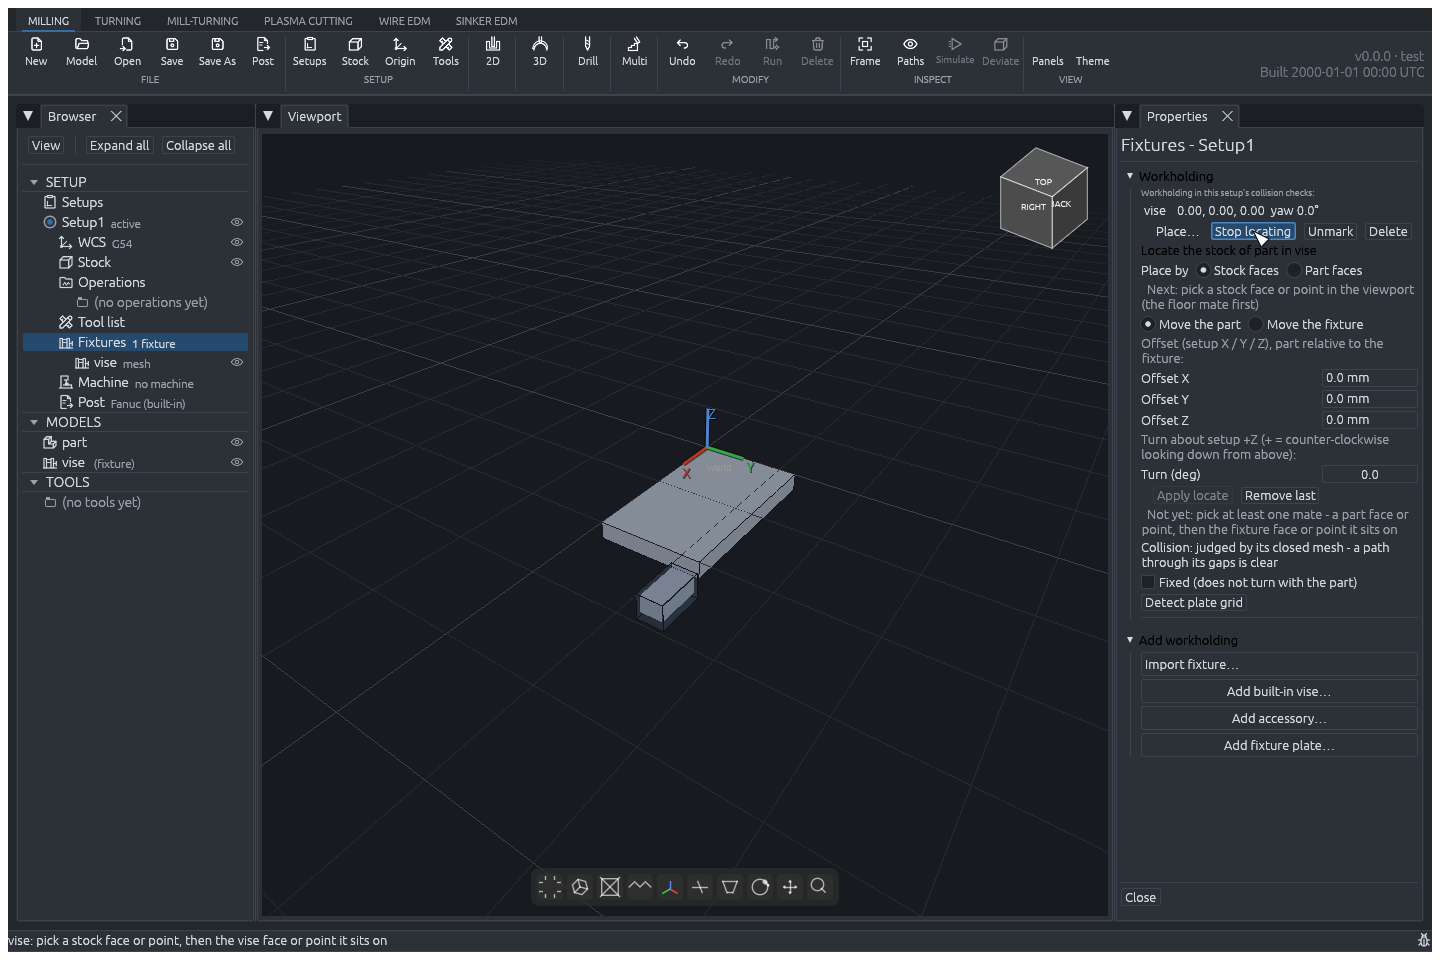 MILLING TURNING MILL-TURNING PLASMA CUTTING WIRE EDM SINKER EDM
New Model Open Save Save As Post Setups Stock Origin Tools 2D 3D Drill Multi Undo Redo Run Delete Frame Paths Simulate Deviate Panels Theme
FILE SETUP MODIFY INSPECT VIEW
v0.0.0 · test
Built 2000-01-01 00:00 UTC
Browser
View Expand all Collapse all
SETUP
Setups
Setup1 active
WCS G54
Stock
Operations
(no operations yet)
Tool list
Fixtures 1 fixture
vise mesh
Machine no machine
Post Fanuc (built-in)
MODELS
part
vise (fixture)
TOOLS
(no tools yet)
Viewport
TOP
RIGHT BACK
Z
X
Y
World
Properties
Fixtures - Setup1
Workholding
Workholding in this setup's collision checks:
vise 0.00, 0.00, 0.00 yaw 0.0°
Place… Stop locating Unmark Delete
Locate the stock of part in vise
Place by Stock faces Part faces
Next: pick a stock face or point in the viewport
(the floor mate first)
Move the part Move the fixture
Offset (setup X / Y / Z), part relative to the
fixture:
Offset X 0.0 mm
Offset Y 0.0 mm
Offset Z 0.0 mm
Turn about setup +Z (+ = counter-clockwise
looking down from above):
Turn (deg) 0.0
Apply locate Remove last
Not yet: pick at least one mate - a part face or
point, then the fixture face or point it sits on
Collision: judged by its closed mesh - a path
through its gaps is clear
Fixed (does not turn with the part)
Detect plate grid
Add workholding
Import fixture…
Add built-in vise…
Add accessory…
Add fixture plate…
Close
vise: pick a stock face or point, then the vise face or point it sits on